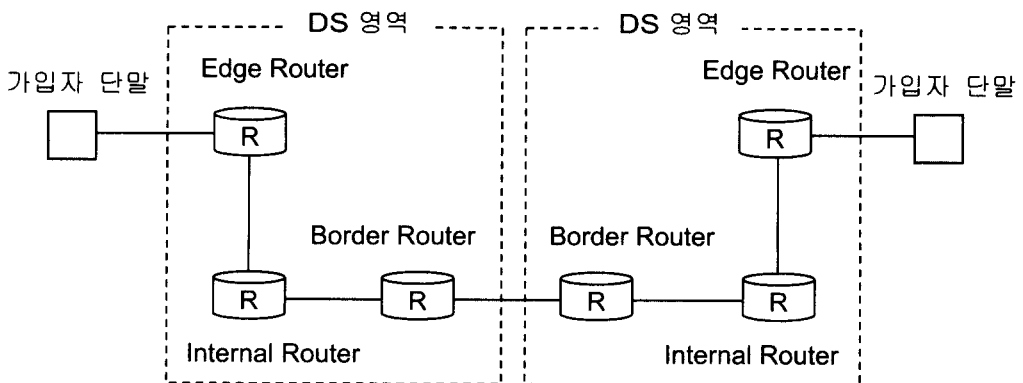 DS 영역
DS 영역
Edge Router
Edge Router
가입자 단말
가입자 단말
R
R
Border Router
Border Router
R
R
R
R
Internal Router
Internal Router